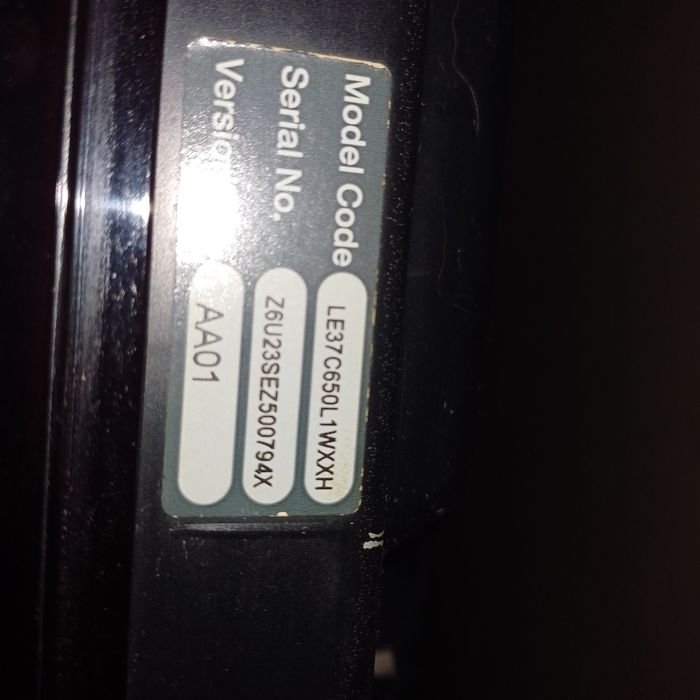 Model Code LE37C650L1WXXH
Serial No. Z6U23SEZ500794X
AA01